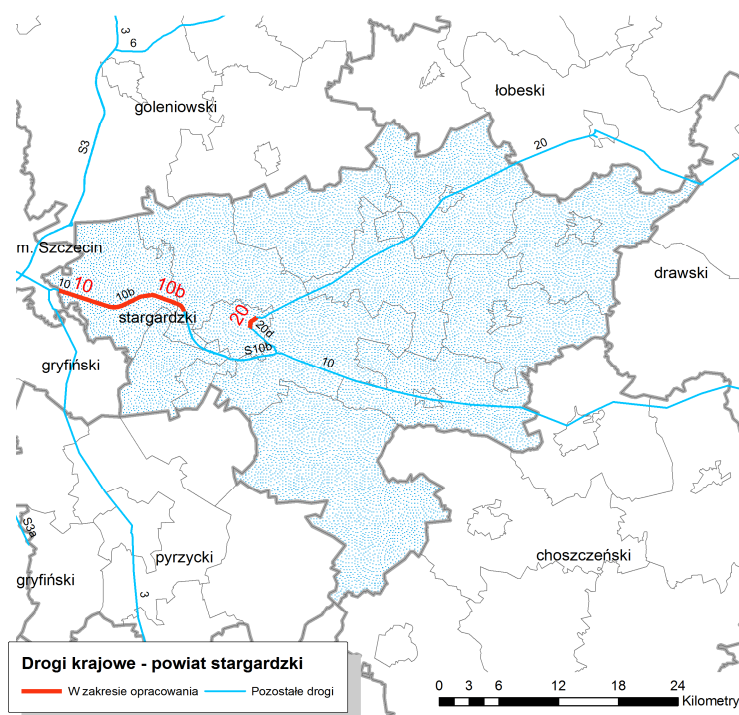 3
6
goleniowski
łobeski
20
S3
m. Szczecin
10
10
10b
10b
drawski
stargardzki
20
20d
S10b
10
gryfiński
S3a
gryfiński
pyrzycki
3
choszczeński
Drogi krajowe - powiat stargardzki
W zakresie opracowania
Pozostałe drogi
0 3 6 12 18 24
Kilometry